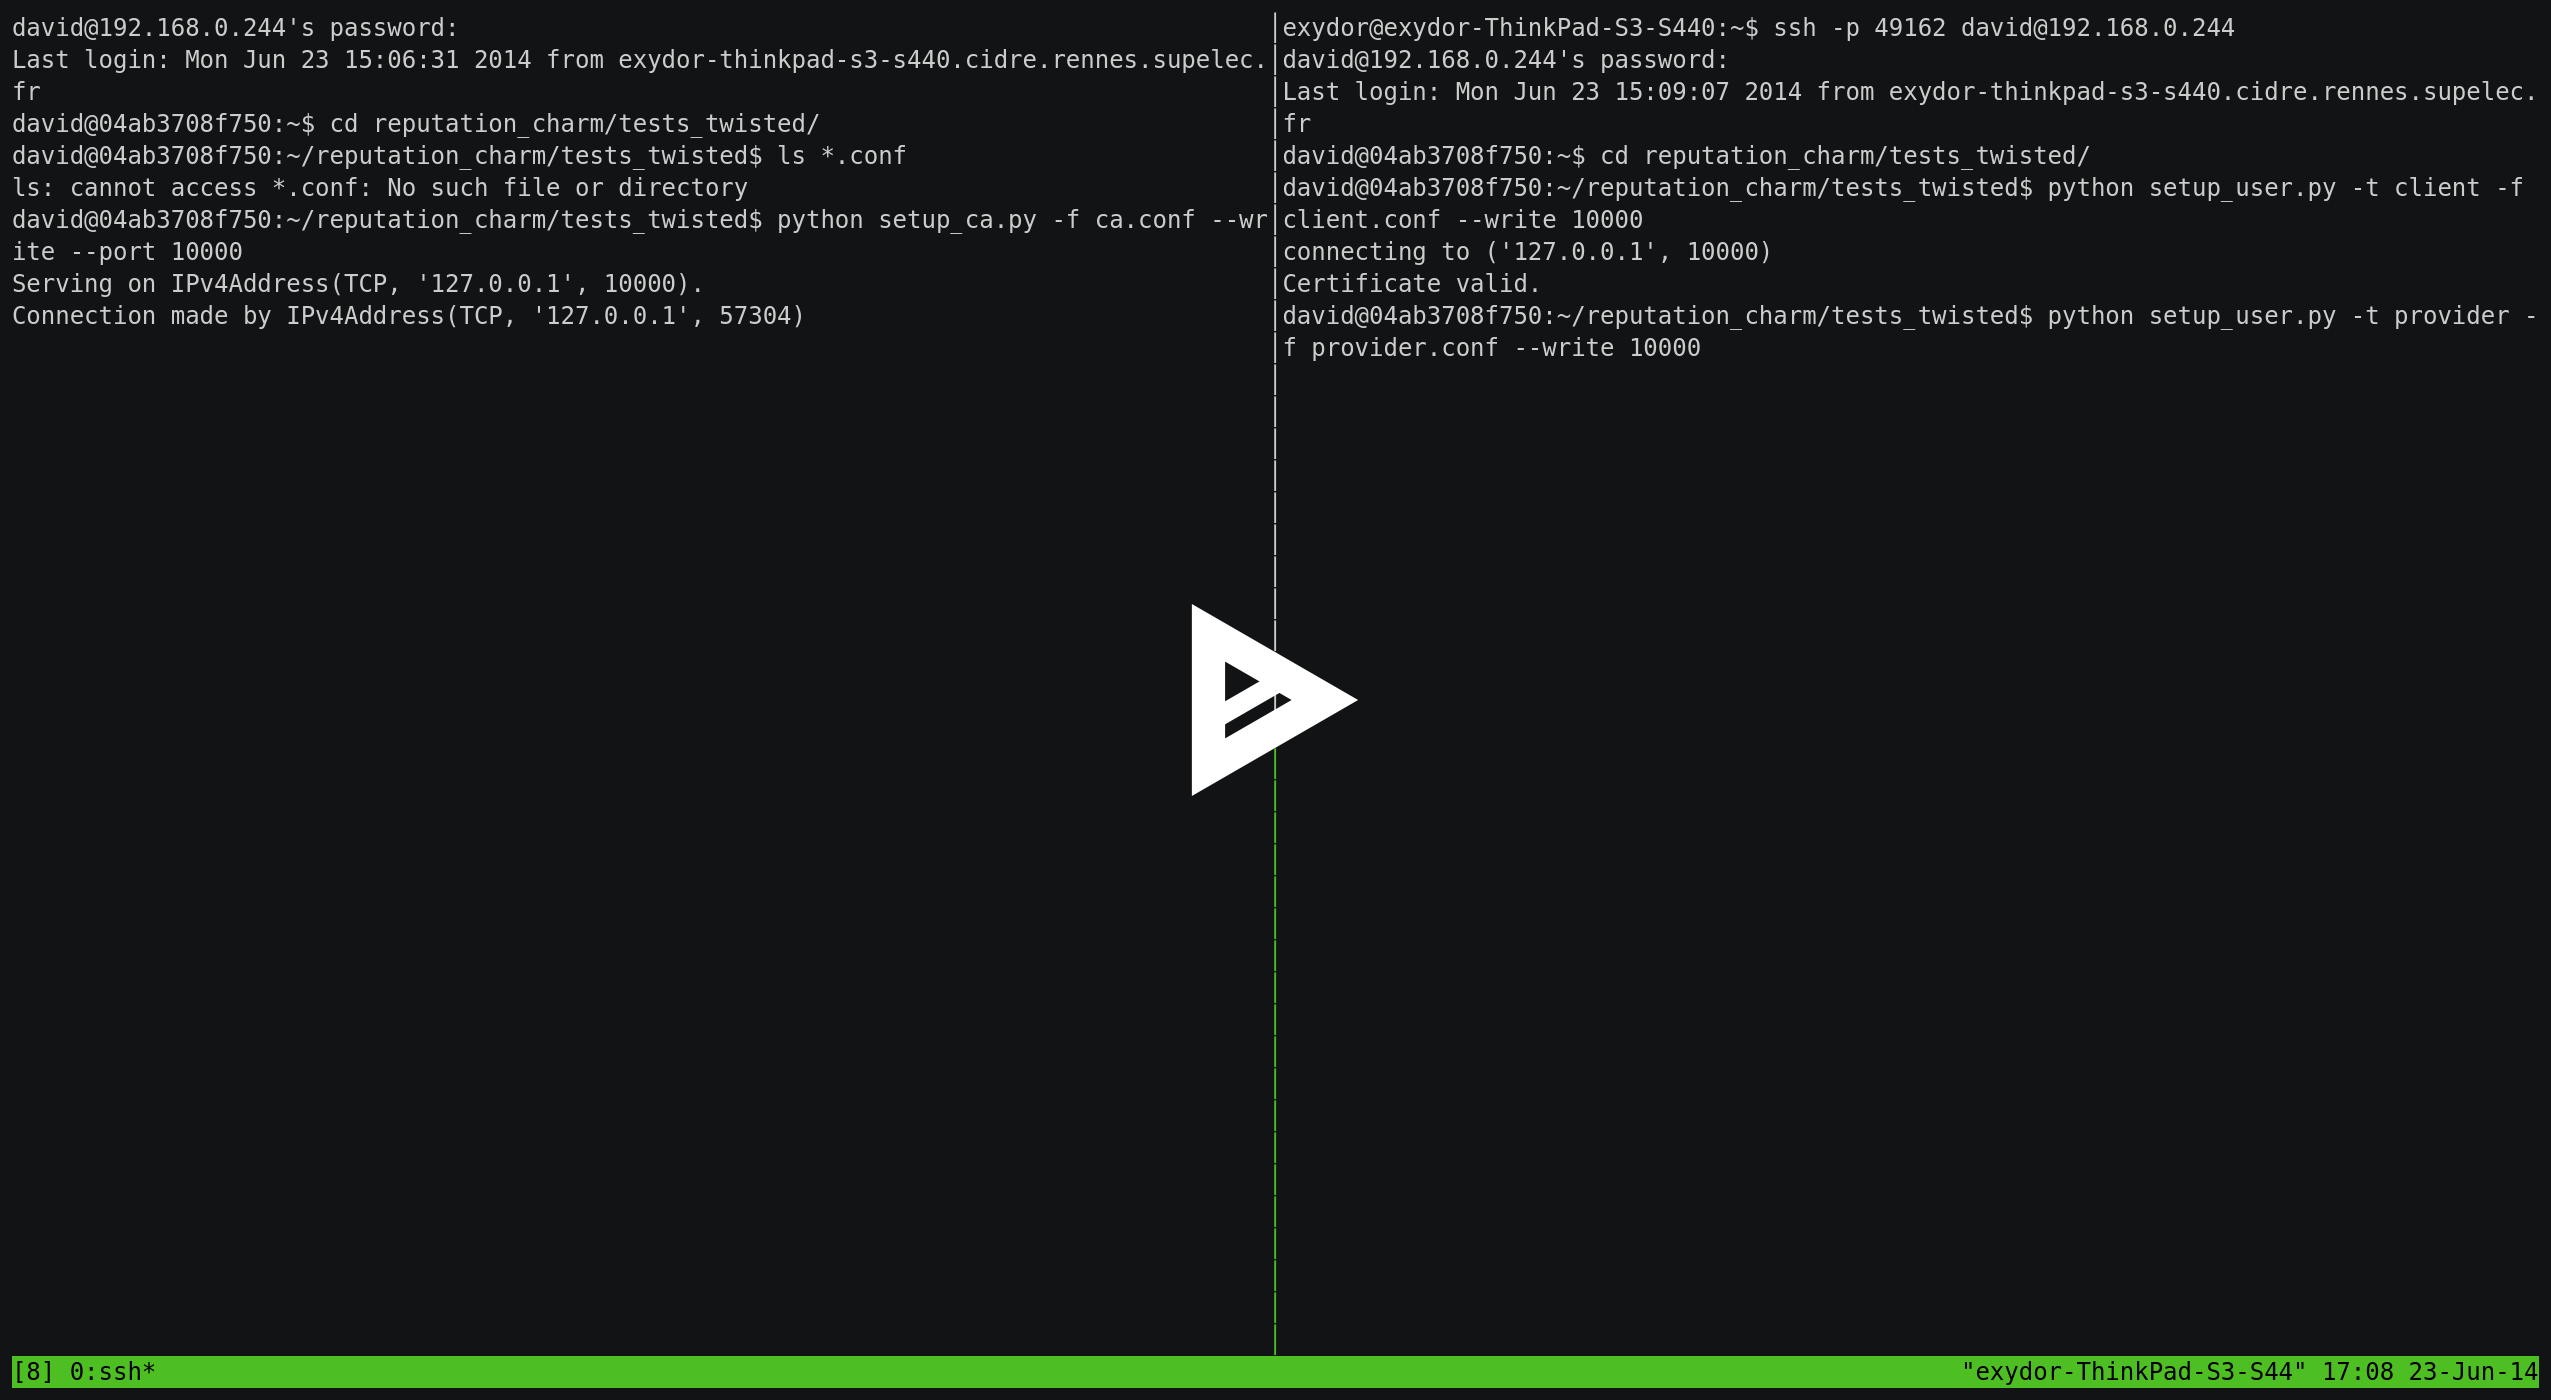 david@192.168.0.244's password:
Last login: Mon Jun 23 15:06:31 2014 from exydor-thinkpad-s3-s440.cidre.rennes.supelec.
fr
david@04ab3708f750:~$ cd reputation_charm/tests_twisted/
david@04ab3708f750:~/reputation_charm/tests_twisted$ ls *.conf
ls: cannot access *.conf: No such file or directory
david@04ab3708f750:~/reputation_charm/tests_twisted$ python setup_ca.py -f ca.conf --wr
ite --port 10000
Serving on IPv4Address(TCP, '127.0.0.1', 10000).
Connection made by IPv4Address(TCP, '127.0.0.1', 57304)
exydor@exydor-ThinkPad-S3-S440:~$ ssh -p 49162 david@192.168.0.244
david@192.168.0.244's password:
Last login: Mon Jun 23 15:09:07 2014 from exydor-thinkpad-s3-s440.cidre.rennes.supelec.
fr
david@04ab3708f750:~$ cd reputation_charm/tests_twisted/
david@04ab3708f750:~/reputation_charm/tests_twisted$ python setup_user.py -t client -f
client.conf --write 10000
connecting to ('127.0.0.1', 10000)
Certificate valid.
david@04ab3708f750:~/reputation_charm/tests_twisted$ python setup_user.py -t provider -
f provider.conf --write 10000
[8] 0:ssh* "exydor-ThinkPad-S3-S44" 17:08 23-Jun-14